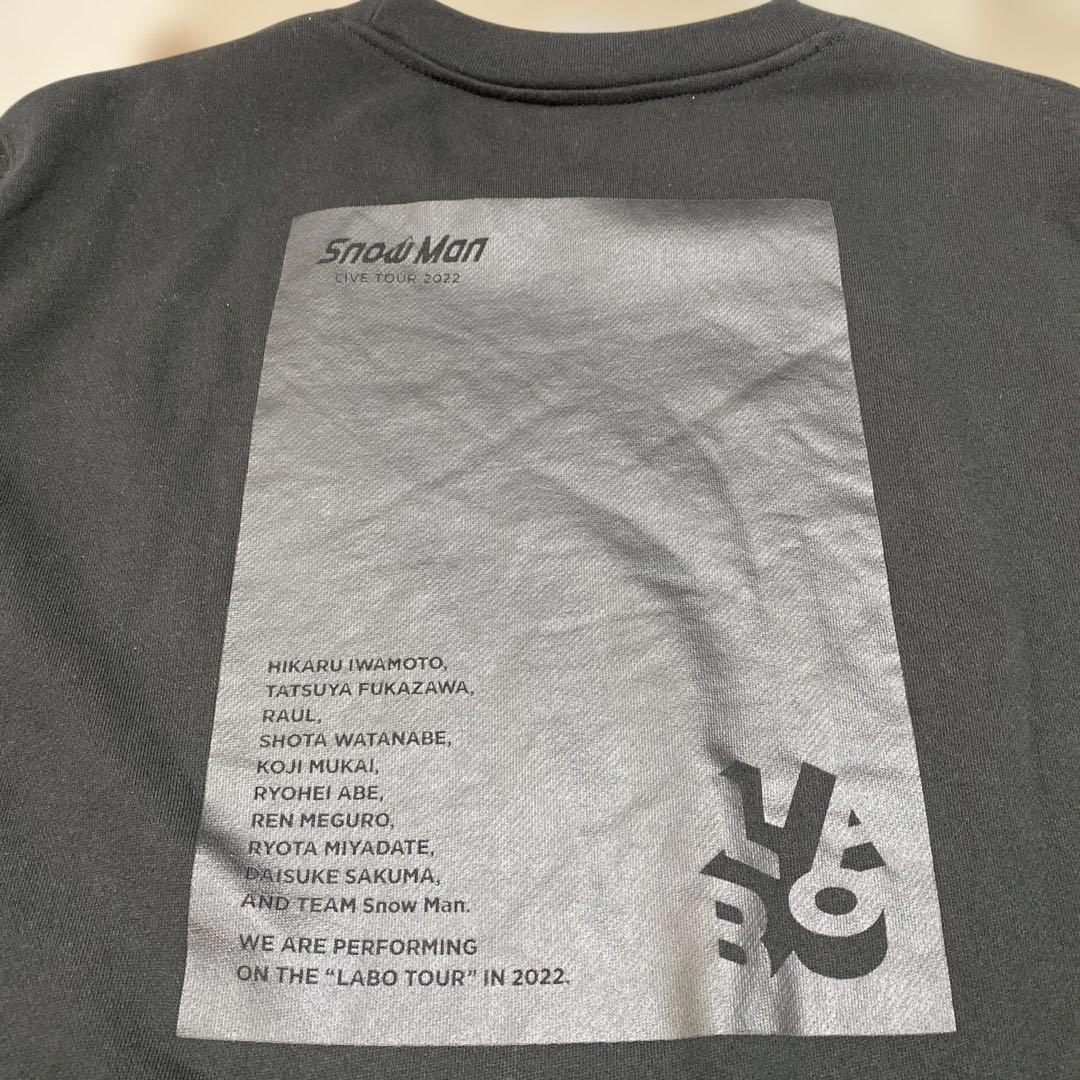 Snow Man
LIVE TOUR 2022
HIKARU IWAMOTO,
TATSUYA FUKAZAWA,
RAUL,
SHOTA WATANABE,
KOJI MUKAI,
RYOHEI ABE,
REN MEGURO,
RYOTA MIYADATE,
DAISUKE SAKUMA,
AND TEAM Snow Man.
WE ARE PERFORMING
ON THE “LABO TOUR” IN 2022.
LABO